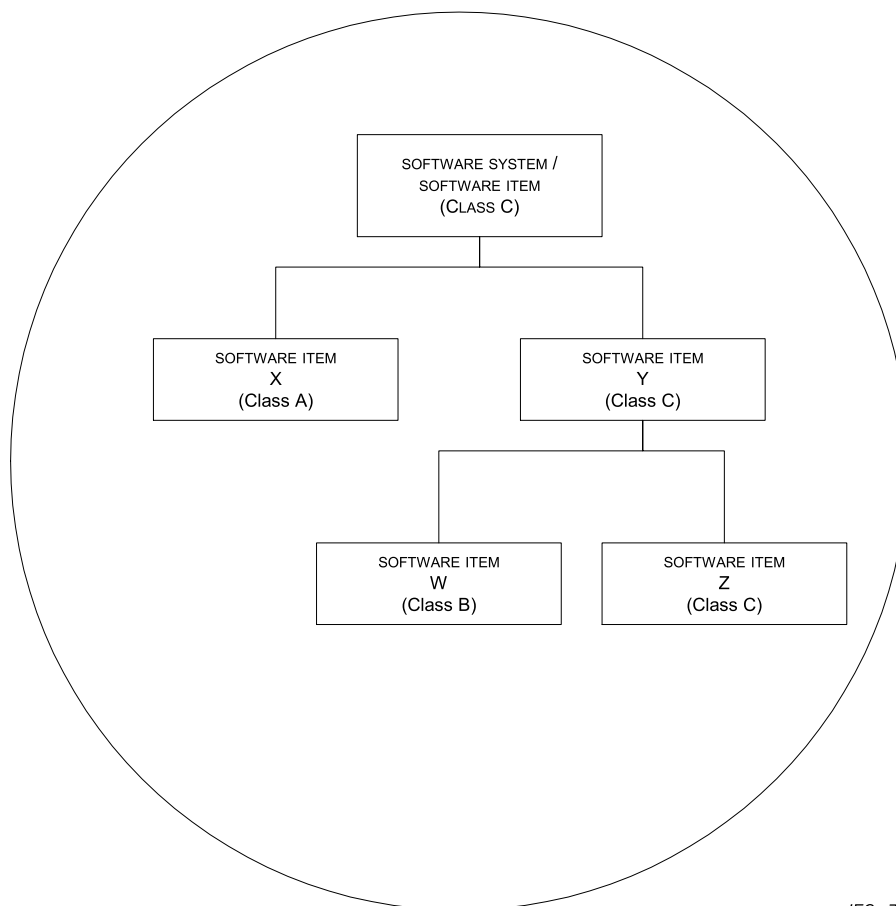 SOFTWARE SYSTEM /
SOFTWARE ITEM
(CLASS C)
SOFTWARE ITEM
X
(Class A)
SOFTWARE ITEM
Y
(Class C)
SOFTWARE ITEM
W
(Class B)
SOFTWARE ITEM
Z
(Class C)